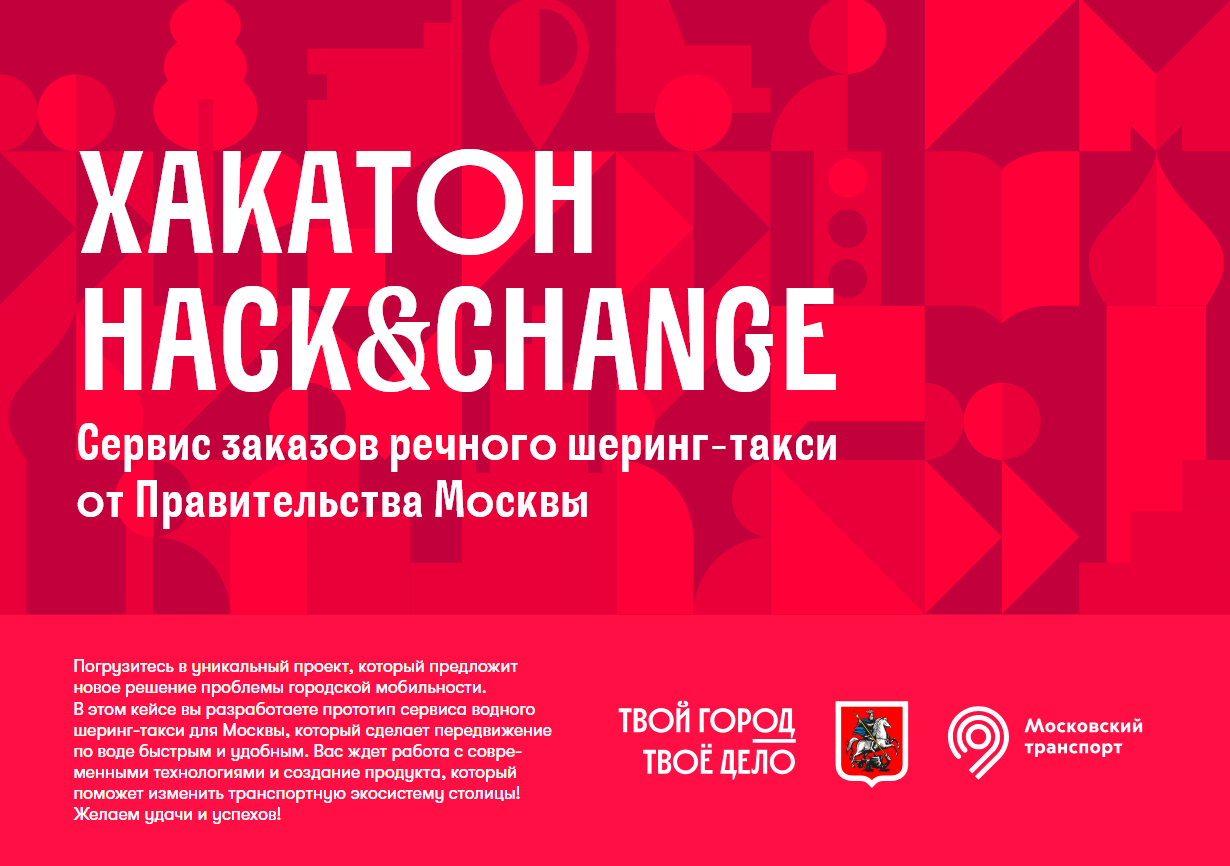 ХАКАТОН
HACK&CHANGE
Сервис заказов речного шеринг-такси
от Правительства Москвы
Погрузитесь в уникальный проект, который предложит
новое решение проблемы городской мобильности.
В этом кейсе вы разработаете прототип сервиса водного
шеринг-такси для Москвы, который сделает передвижение
по воде быстрым и удобным. Вас ждет работа с совре-
менными технологиями и создание продукта, который
поможет изменить транспортную экосистему столицы!
Желаем удачи и успехов!
ТВОЙ ГОРОД
ТВОЁ ДЕЛО
Московский
транспорт